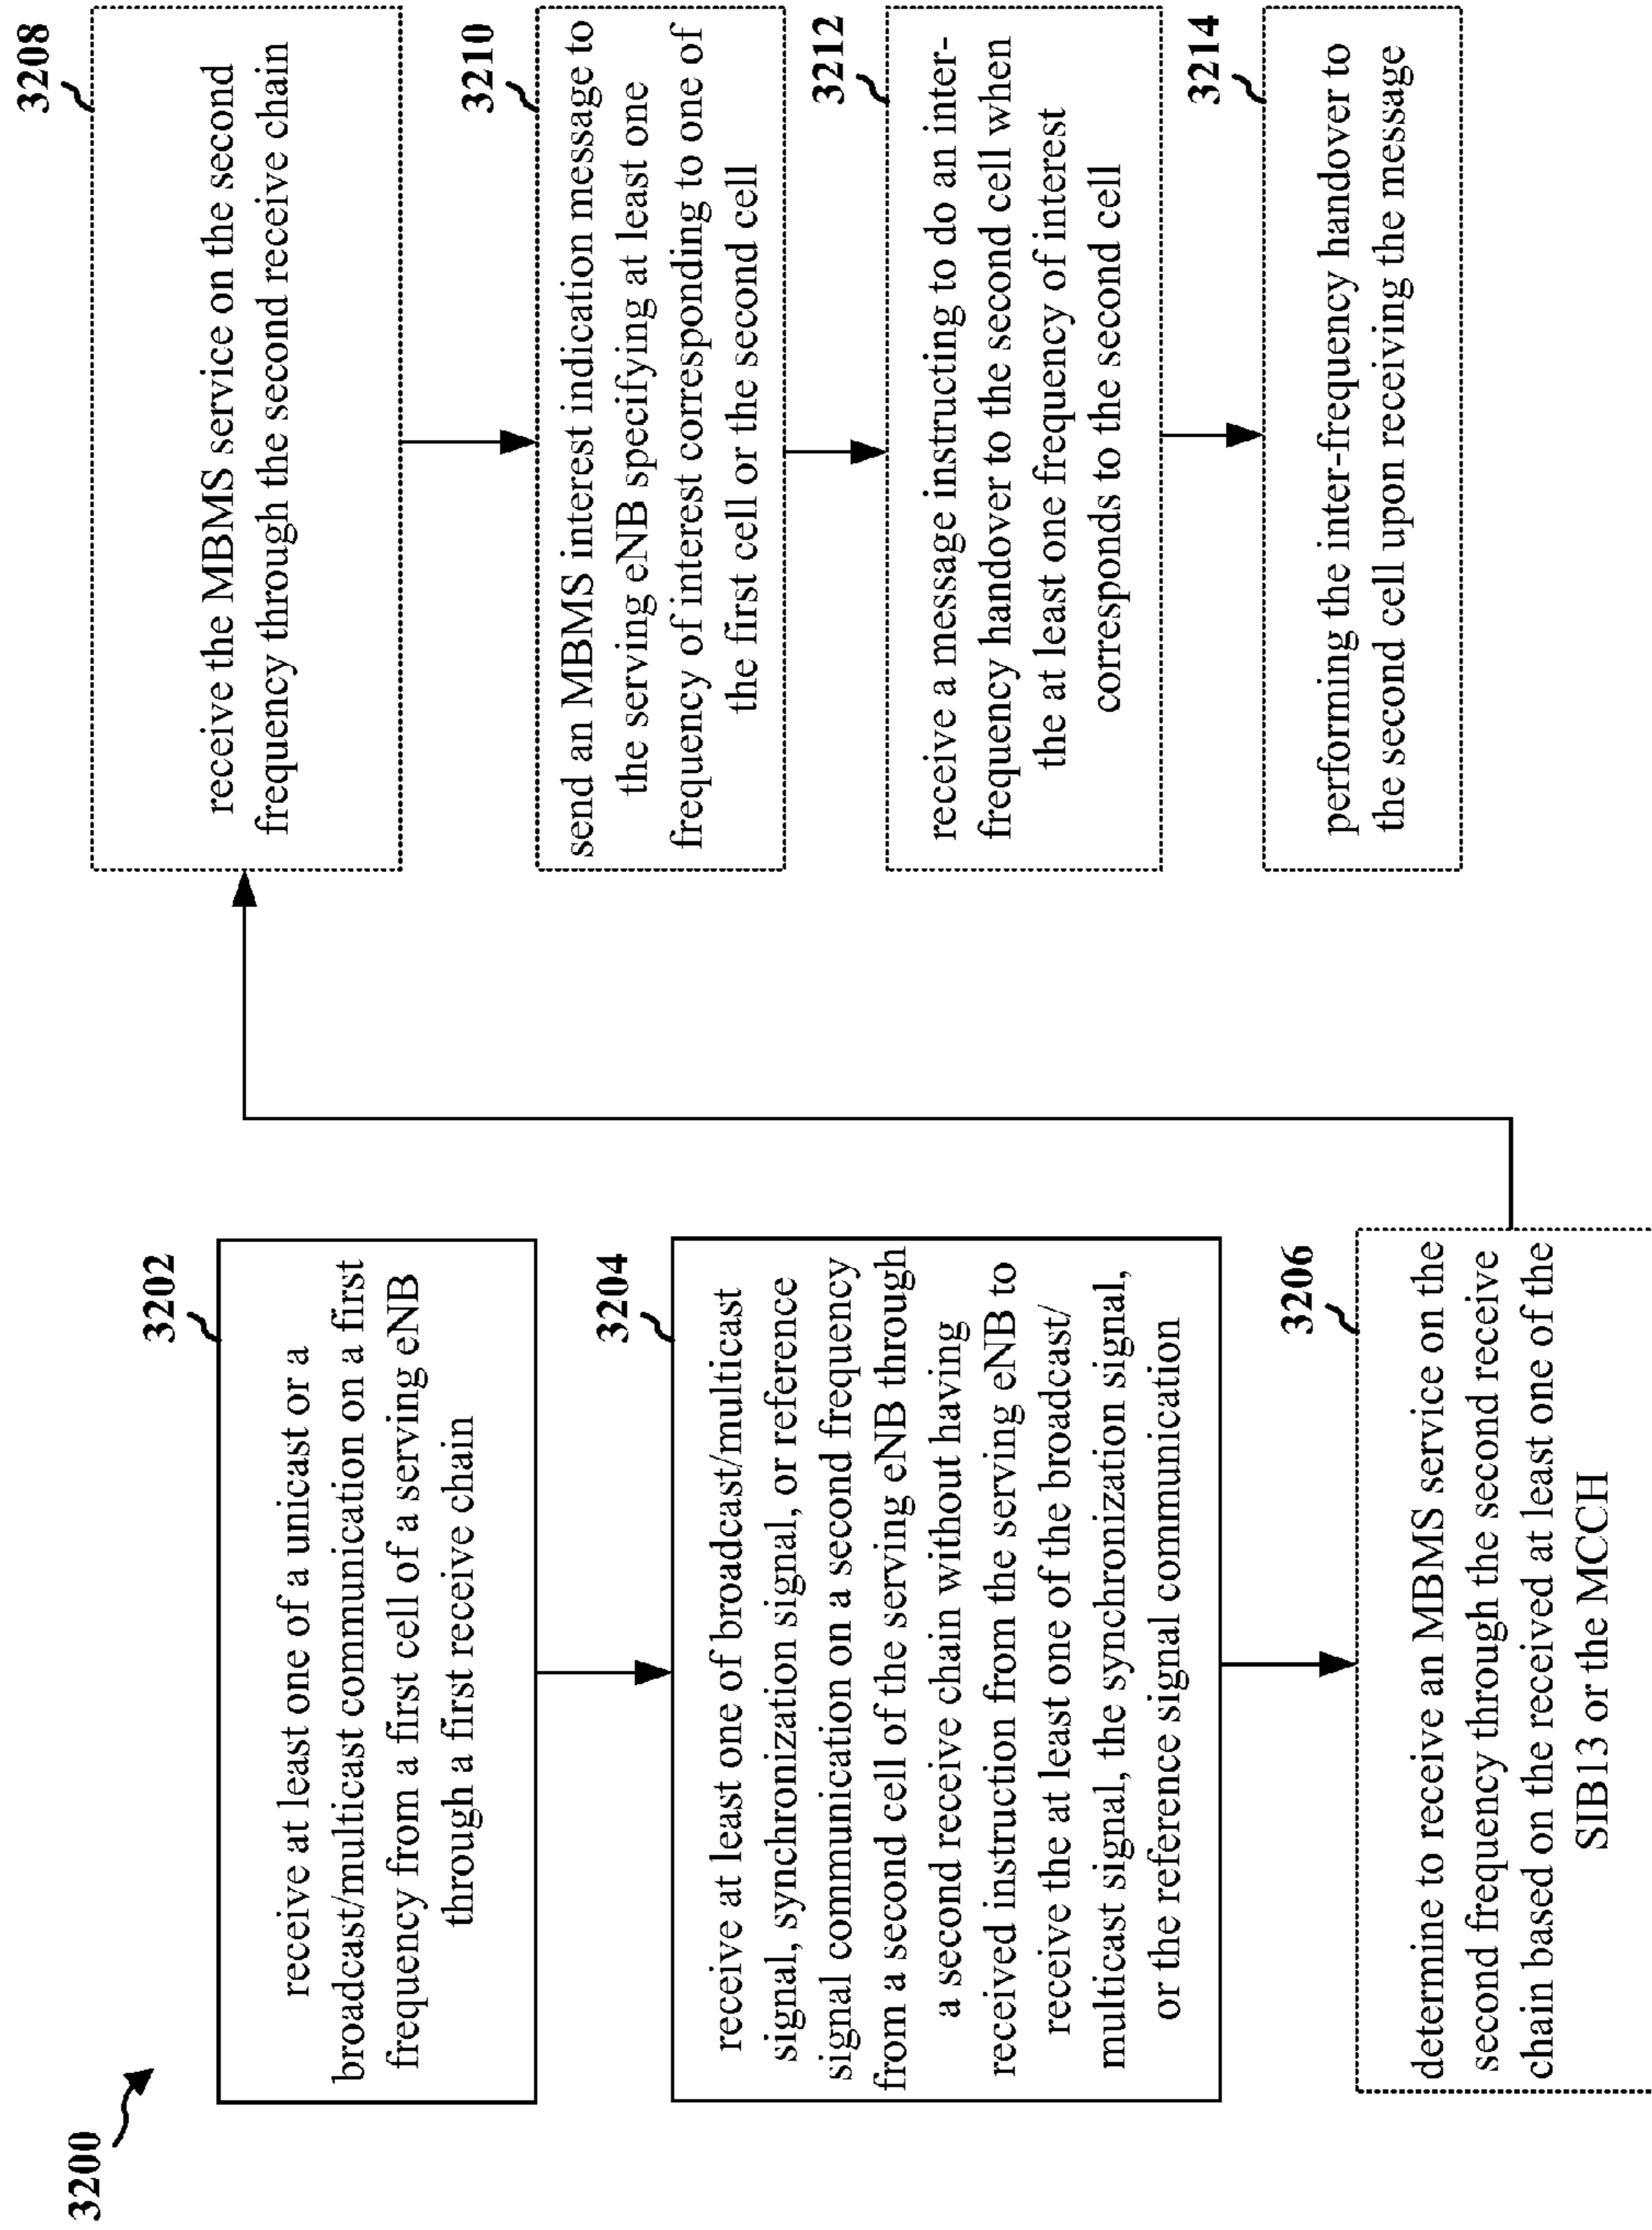 3200
3202
receive at least one of a unicast or a
broadcast/multicast communication on a first
frequency from a first cell of a serving eNB
through a first receive chain
3204
receive at least one of broadcast/multicast
signal, synchronization signal, or reference
signal communication on a second frequency
from a second cell of the serving eNB through
a second receive chain without having
received instruction from the serving eNB to
receive the at least one of the broadcast/
multicast signal, the synchronization signal,
or the reference signal communication
3206
determine to receive an MBMS service on the
second frequency through the second receive
chain based on the received at least one of the
SIB13 or the MCCH
3208
receive the MBMS service on the second
frequency through the second receive chain
3210
send an MBMS interest indication message to
the serving eNB specifying at least one
frequency of interest corresponding to one of
the first cell or the second cell
3212
receive a message instructing to do an inter-
frequency handover to the second cell when
the at least one frequency of interest
corresponds to the second cell
3214
performing the inter-frequency handover to
the second cell upon receiving the message